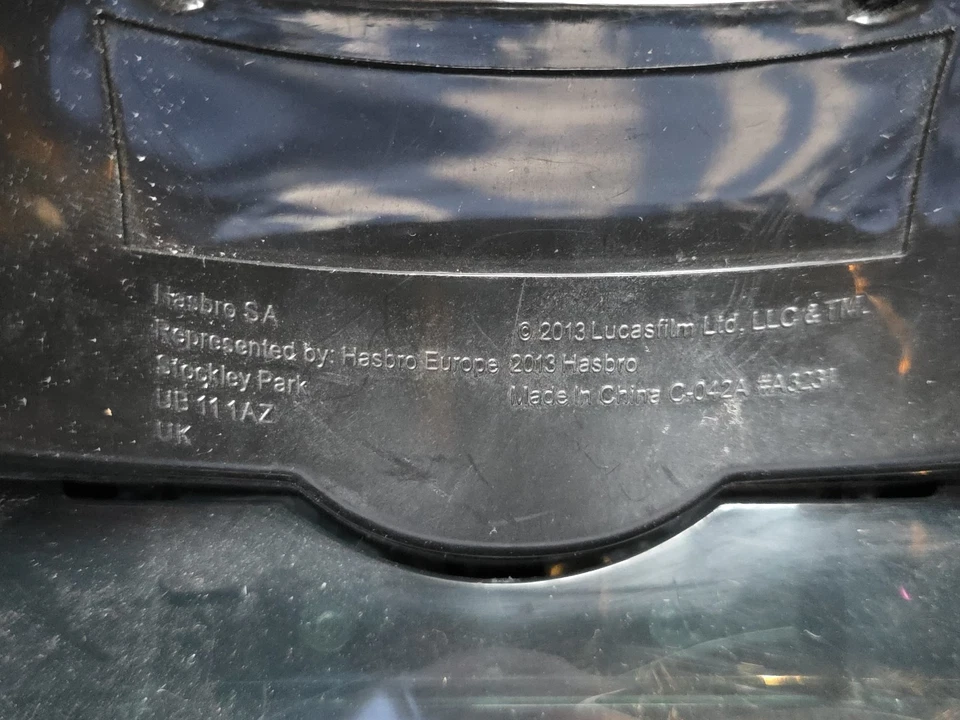 Hasbro SA
Represented by: Hasbro Europe
Stockley Park
UB 11 1AZ
UK
© 2013 Lucasfilm Ltd. LLC & TM.
2013 Hasbro
Made In China C-042A #A3231